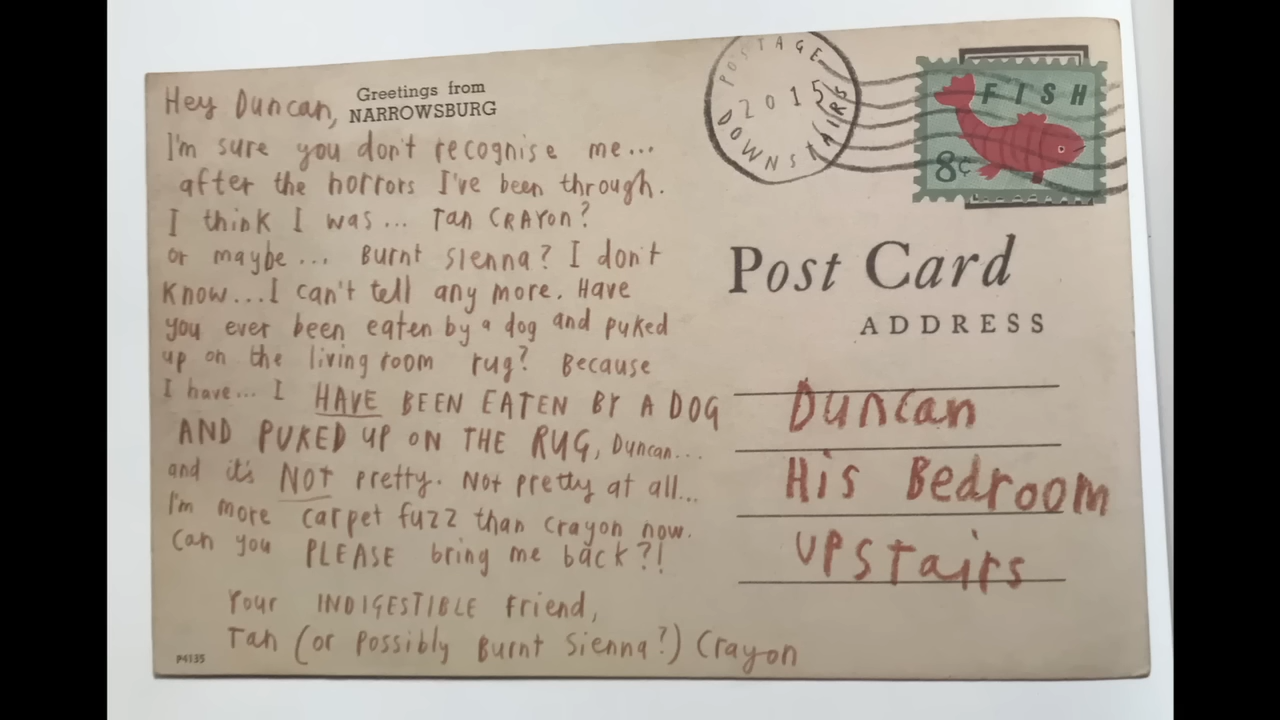 Greetings from
NARROWSBURG
Hey Duncan,
I'm sure you don't recognise me...
after the horrors I've been through.
I think I was... Tan CRAYON?
or maybe... Burnt Sienna? I don't
know...I can't tell any more. Have
you ever been eaten by a dog and puked
up on the living room rug? Because
I have... I HAVE BEEN EATEN BY A DOG
AND PUKED UP ON THE RUG, Duncan...
and it's NOT pretty. Not pretty at all...
I'm more carpet fuzz than crayon now.
Can you PLEASE bring me back?!
Your INDIGESTIBLE friend,
Tan (or Possibly Burnt Sienna?) Crayon
P4135
POSTAGE
2015
DOWNSTAIRS
FISH
8¢
Post Card
ADDRESS
Duncan
His Bedroom
Upstairs